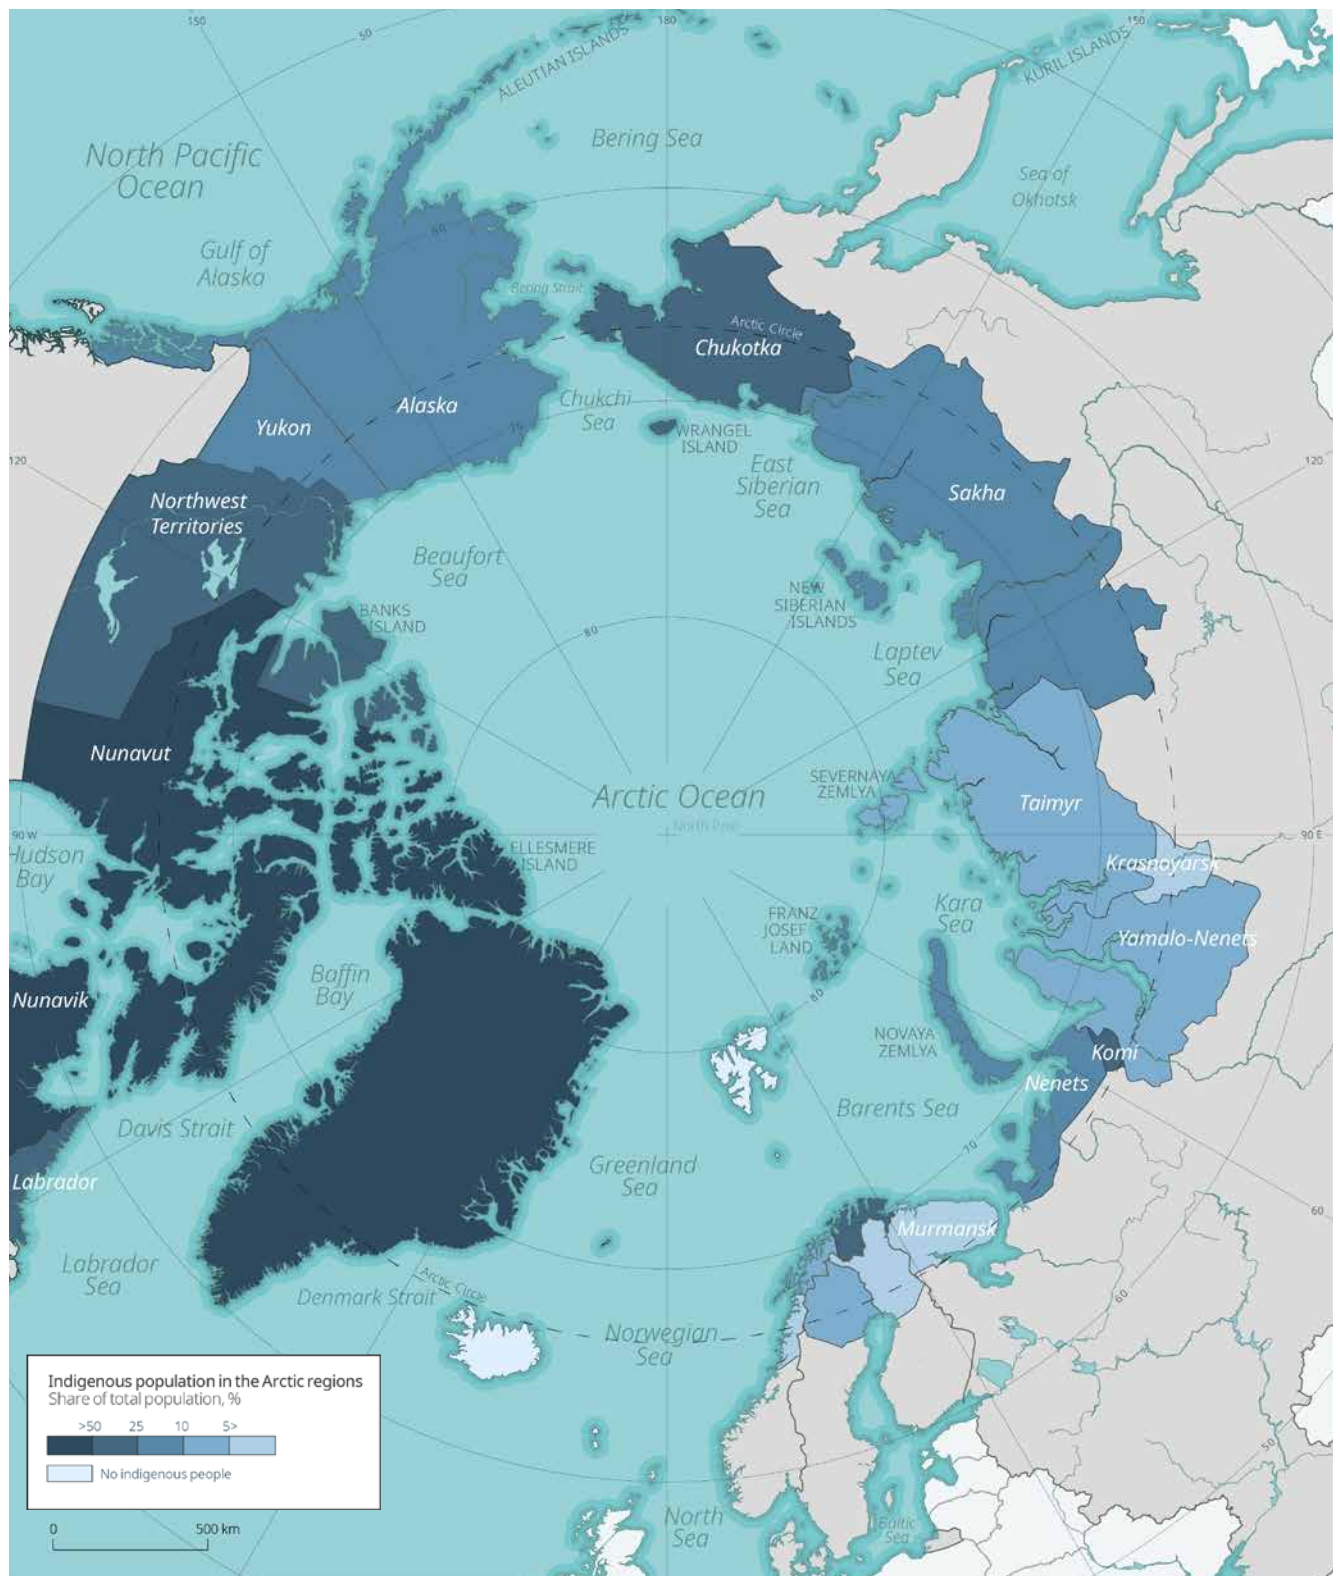 150
180
150
50
ALEUTIAN ISLANDS
KURIL ISLANDS
Bering Sea
North Pacific
Ocean
Sea of
Okhotsk
60
Gulf of
Alaska
Bering Strait
Arctic Circle
Chukotka
Alaska
Yukon
Chukchi
Sea
70
WRANGEL
ISLAND
120
120
East
Siberian
Sea
Sakha
Northwest
Territories
Beaufort
Sea
NEW
SIBERIAN
ISLANDS
BANKS
ISLAND
80
Laptev
Sea
Nunavut
SEVERNAYA
ZEMLYA
Arctic Ocean
Taimyr
North Pole
90 W
90 E
Hudson
Bay
ELLESMERE
ISLAND
Krasnoyarsk
FRANZ
JOSEF
LAND
Kara
Sea
Yamalo-Nenets
Baffin
Bay
Nunavik
80
NOVAYA
ZEMLYA
Komi
Nenets
Barents Sea
Davis Strait
70
Greenland
Sea
Labrador
60
Murmansk
Labrador
Sea
Arctic Circle
Denmark Strait
60
Norwegian
Sea
Indigenous population in the Arctic regions
Share of total population, %
>50 25 10 5>
No indigenous people
50
0 500 km
North
Sea
Baltic
Sea